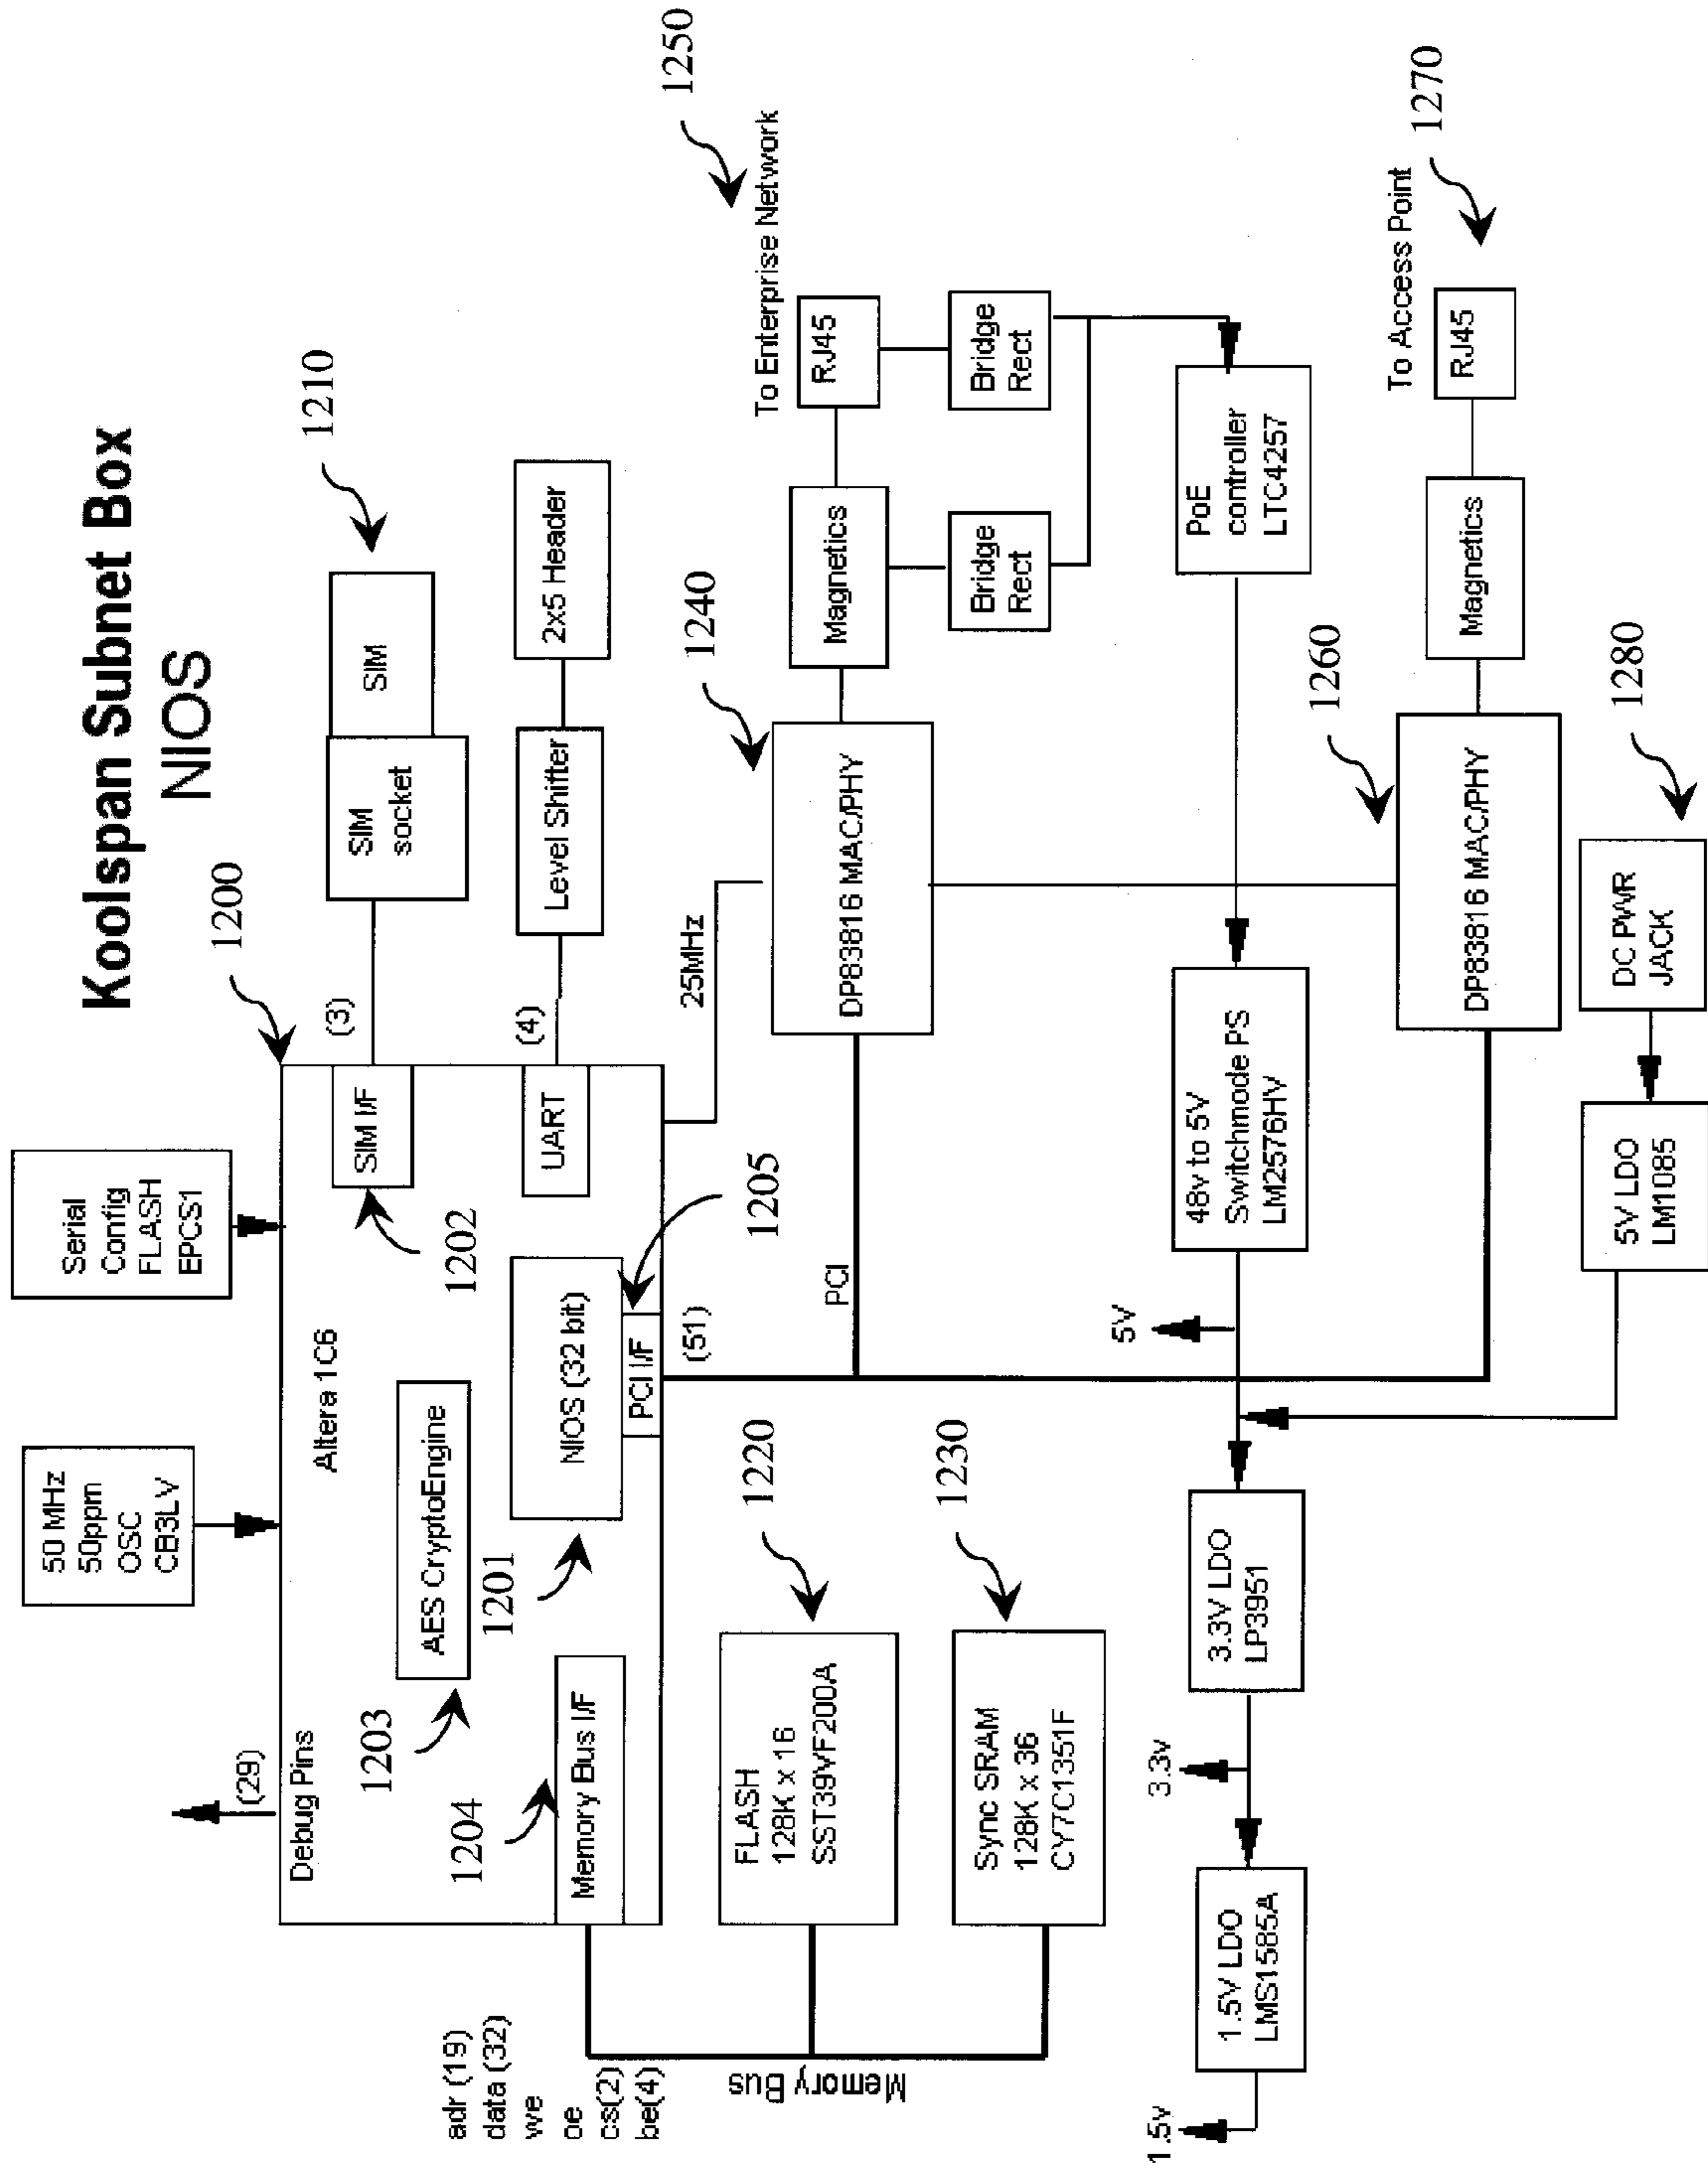 Koolspan Subnet Box
NIOS
(29)
Debug Pins
50 MHz
50ppm
OSC
CB3LV
Serial
Config
FLASH
EPCS1
1200
Altera 1C6
1203
AES CryptoEngine
1202
SIM I/F
(3)
SIM
socket
SIM
1210
1204
Memory Bus I/F
1201
NIOS (32 bit)
UART
(4)
Level Shifter
2x5 Header
1205
PCI I/F
(51)
25MHz
adr (19)
data (32)
we
oe
cs(2)
be(4)
Memory Bus
FLASH
128K x 16
SST39VF200A
1220
Sync SRAM
128K x 36
CY7C1351F
1230
PCI
DP83816 MAC/PHY
1240
Magnetics
RJ45
To Enterprise Network
1250
Bridge
Rect
Bridge
Rect
PoE
controller
LTC4257
48v to 5V
Switchmode PS
LM2576HV
5V
3.3V LDO
LP3951
3.3v
1.5V LDO
LMS1585A
1.5v
DP83816 MAC/PHY
1260
Magnetics
RJ45
To Access Point
1270
5V LDO
LM1085
DC PWR
JACK
1280